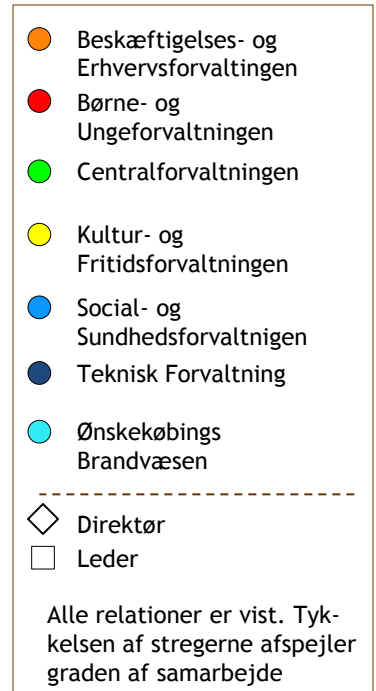 Beskæftigelses- og
Erhvervsforvaltingen
Børne- og
Ungeforvaltningen
Centralforvaltningen
Kultur- og
Fritidsforvaltningen
Social- og
Sundhedsforvaltnigen
Teknisk Forvaltning
Ønskekøbings
Brandvæsen
Direktør
Leder
Alle relationer er vist. Tyk-
kelsen af stregerne afspejler
graden af samarbejde